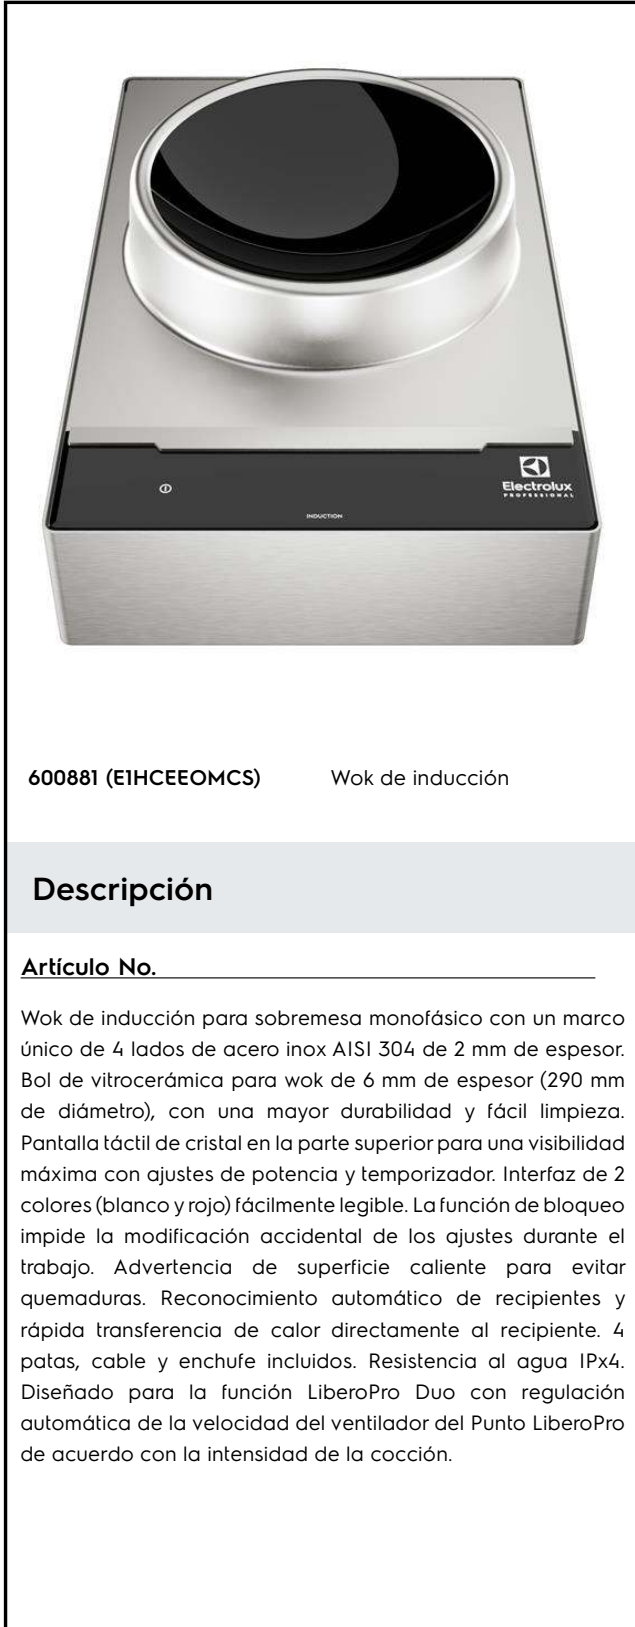 Electrolux
PROFESSIONAL
INDUCTION
600881 (E1HCEEOMCS) Wok de inducción
Descripción
Artículo No.
Wok de inducción para sobremesa monofásico con un marco
único de 4 lados de acero inox AISI 304 de 2 mm de espesor.
Bol de vitrocerámica para wok de 6 mm de espesor (290 mm
de diámetro), con una mayor durabilidad y fácil limpieza.
Pantalla táctil de cristal en la parte superior para una visibilidad
máxima con ajustes de potencia y temporizador. Interfaz de 2
colores (blanco y rojo) fácilmente legible. La función de bloqueo
impide la modificación accidental de los ajustes durante el
trabajo. Advertencia de superficie caliente para evitar
quemaduras. Reconocimiento automático de recipientes y
rápida transferencia de calor directamente al recipiente. 4
patas, cable y enchufe incluidos. Resistencia al agua IPx4.
Diseñado para la función LiberoPro Duo con regulación
automática de la velocidad del ventilador del Punto LiberoPro
de acuerdo con la intensidad de la cocción.